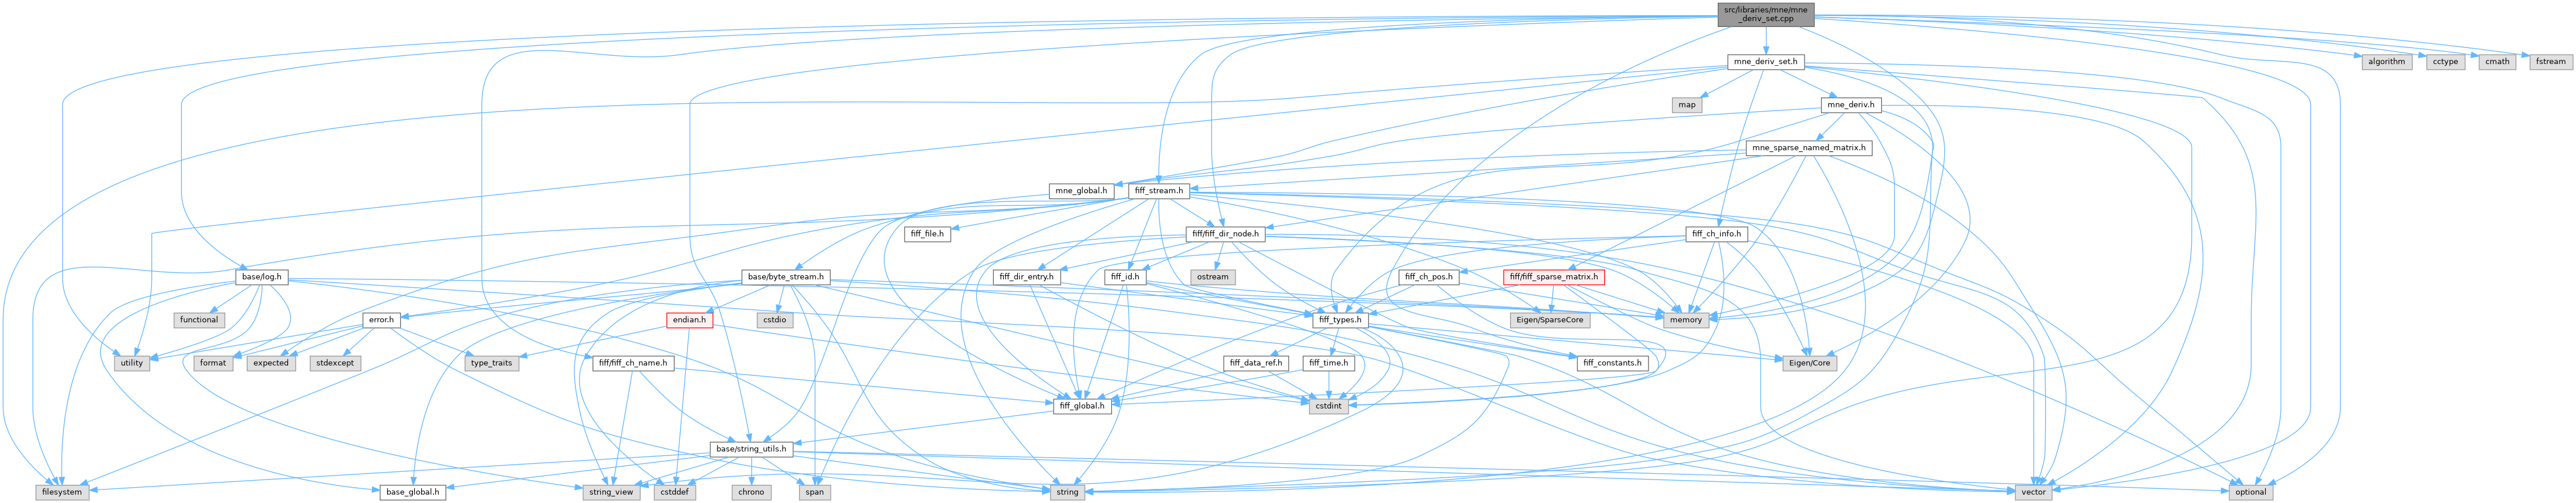 src/libraries/mne/mne
_deriv_set.cpp
mne_deriv_set.h
algorithm
cctype
cmath
fstream
map
mne_deriv.h
mne_sparse_named_matrix.h
mne_global.h
fiff_stream.h
fiff_file.h
fiff/fiff_dir_node.h
fiff_ch_info.h
base/log.h
base/byte_stream.h
fiff_dir_entry.h
fiff_id.h
ostream
fiff_ch_pos.h
fiff/fiff_sparse_matrix.h
functional
error.h
cstdio
endian.h
fiff_types.h
Eigen/SparseCore
memory
utility
format
expected
stdexcept
type_traits
fiff/fiff_ch_name.h
fiff_data_ref.h
fiff_time.h
fiff_constants.h
Eigen/Core
fiff_global.h
cstdint
base/string_utils.h
filesystem
base_global.h
string_view
cstddef
chrono
span
string
vector
optional